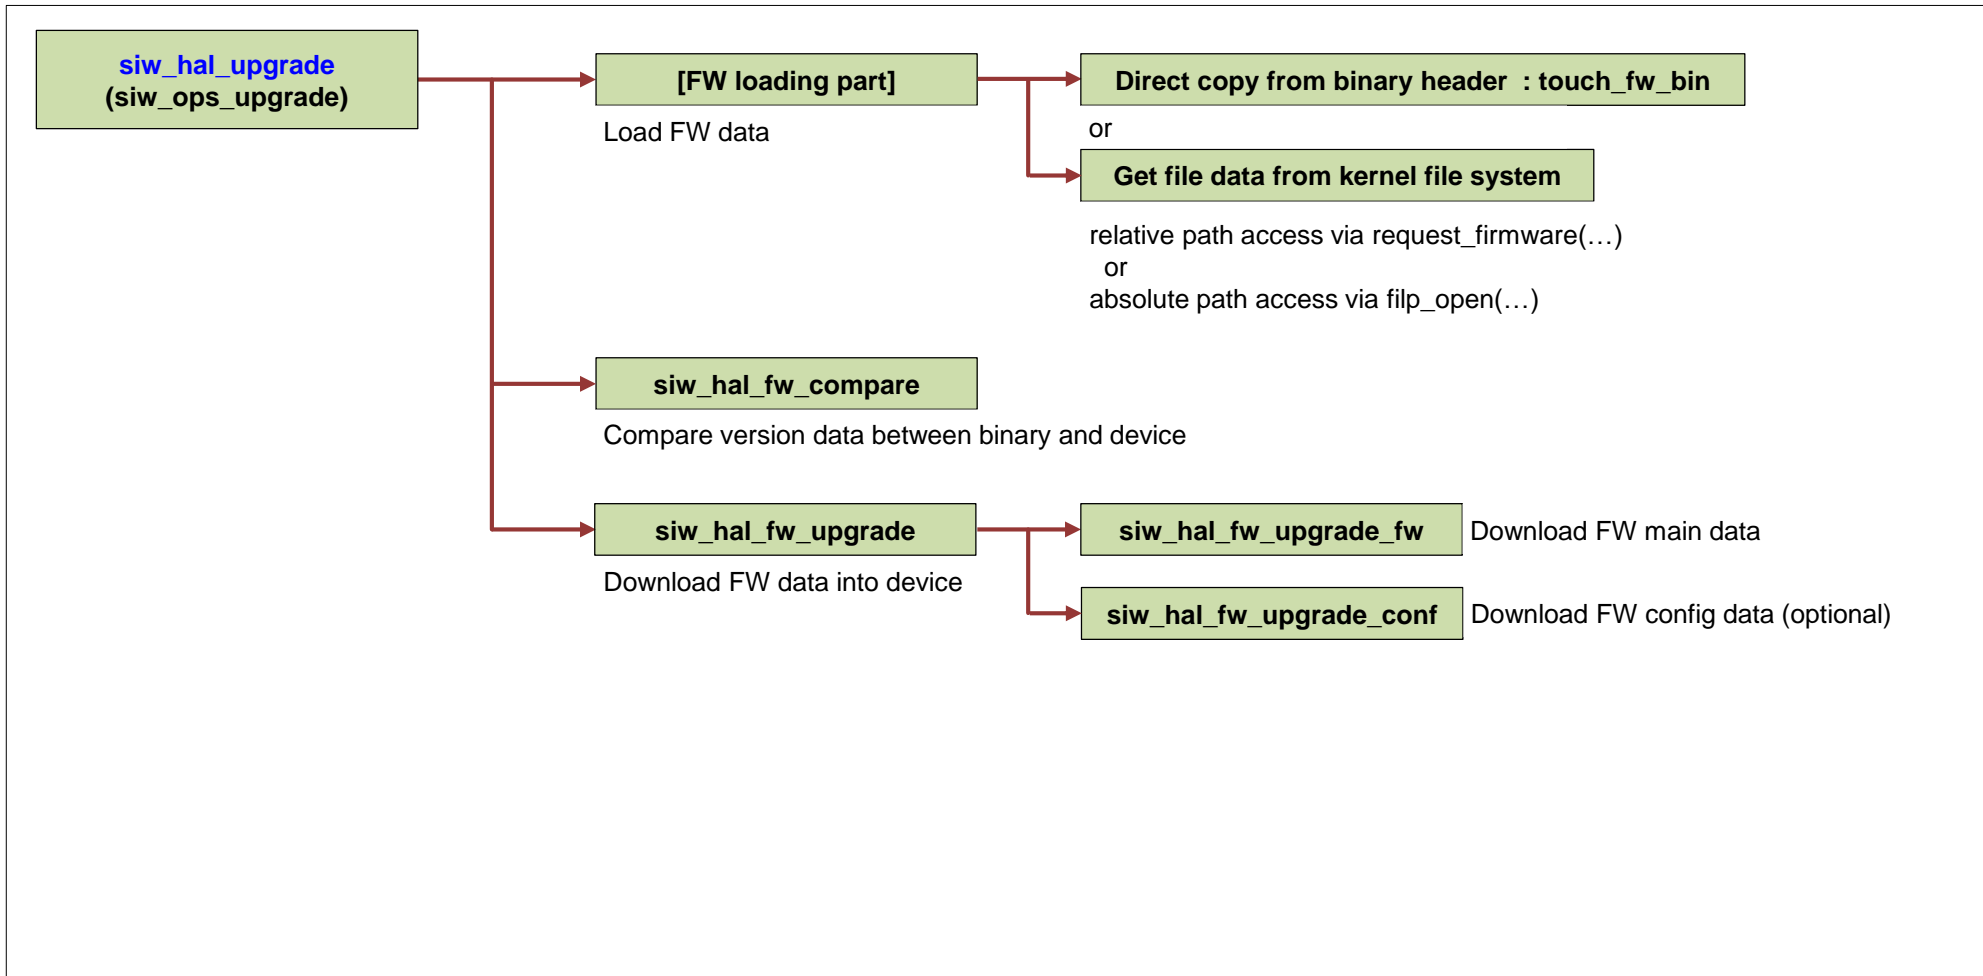 siw_hal_upgrade
(siw_ops_upgrade)
[FW loading part]
Load FW data
Direct copy from binary header : touch_fw_bin
or
Get file data from kernel file system
relative path access via request_firmware(…)
or
absolute path access via filp_open(…)
siw_hal_fw_compare
Compare version data between binary and device
siw_hal_fw_upgrade
Download FW data into device
siw_hal_fw_upgrade_fw
Download FW main data
siw_hal_fw_upgrade_conf
Download FW config data (optional)